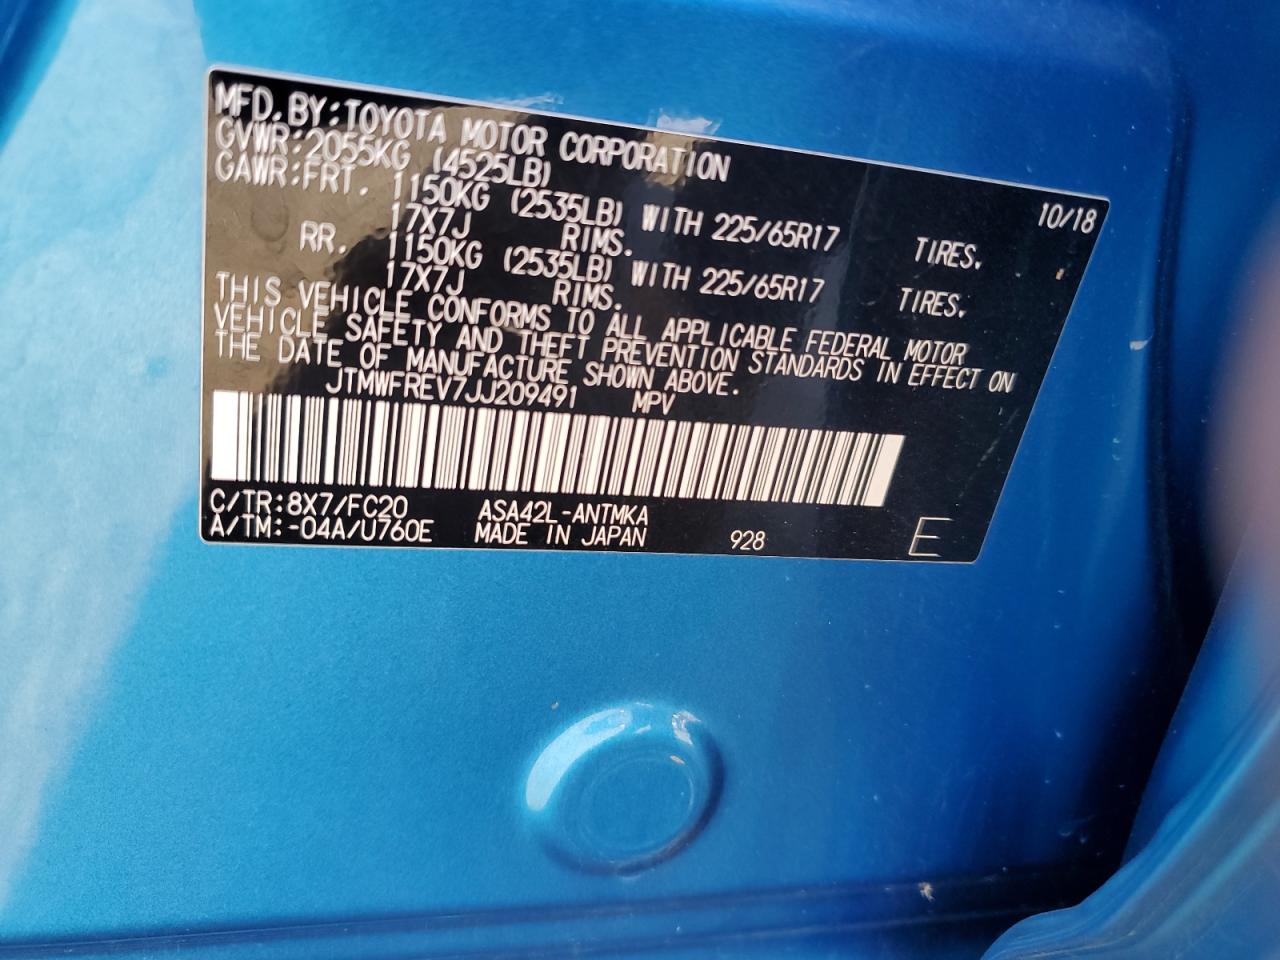 MFD.BY:TOYOTA MOTOR CORPORATION 10/18
GVWR:2055KG (4525LB)
GAWR:FRT. 1150KG (2535LB) WITH 225/65R17 TIRES.
17X7J RIMS.
RR. 1150KG (2535LB) WITH 225/65R17 TIRES.
17X7J RIMS.
THIS VEHICLE CONFORMS TO ALL APPLICABLE FEDERAL MOTOR
VEHICLE SAFETY AND THEFT PREVENTION STANDARDS IN EFFECT ON
THE DATE OF MANUFACTURE SHOWN ABOVE.
JTMWFREV7JJ209491 MPV
C/TR:8X7/FC20 ASA42L-ANTMKA
A/TM:-04A/U760E MADE IN JAPAN 928 E